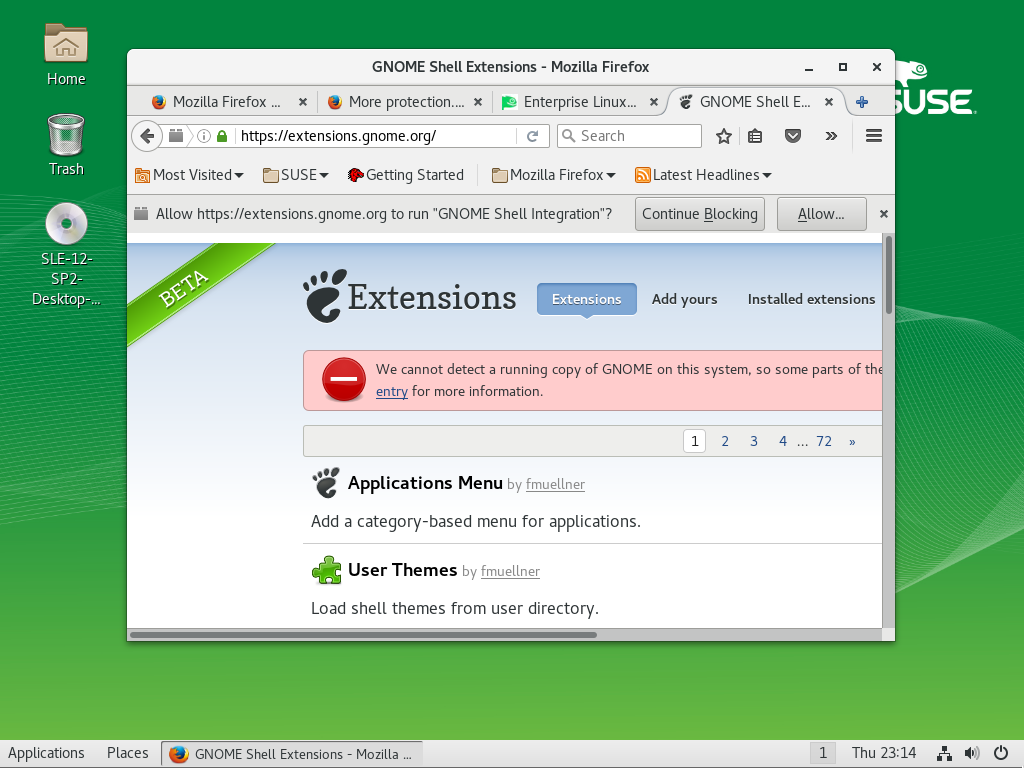 Home
Trash
SLE-12-
SP2-
Desktop-...
SUSE
GNOME Shell Extensions - Mozilla Firefox
Mozilla Firefox ...
More protection....
Enterprise Linux...
GNOME Shell E...
https://extensions.gnome.org/
Search
Most Visited
SUSE
Getting Started
Mozilla Firefox
Latest Headlines
Allow https://extensions.gnome.org to run "GNOME Shell Integration"?
Continue Blocking
Allow...
BETA
Extensions
Extensions
Add yours
Installed extensions
We cannot detect a running copy of GNOME on this system, so some parts of the
entry for more information.
1 2 3 4 ... 72 »
Applications Menu by fmuellner
Add a category-based menu for applications.
User Themes by fmuellner
Load shell themes from user directory.
Applications
Places
GNOME Shell Extensions - Mozilla ...
1
Thu 23:14